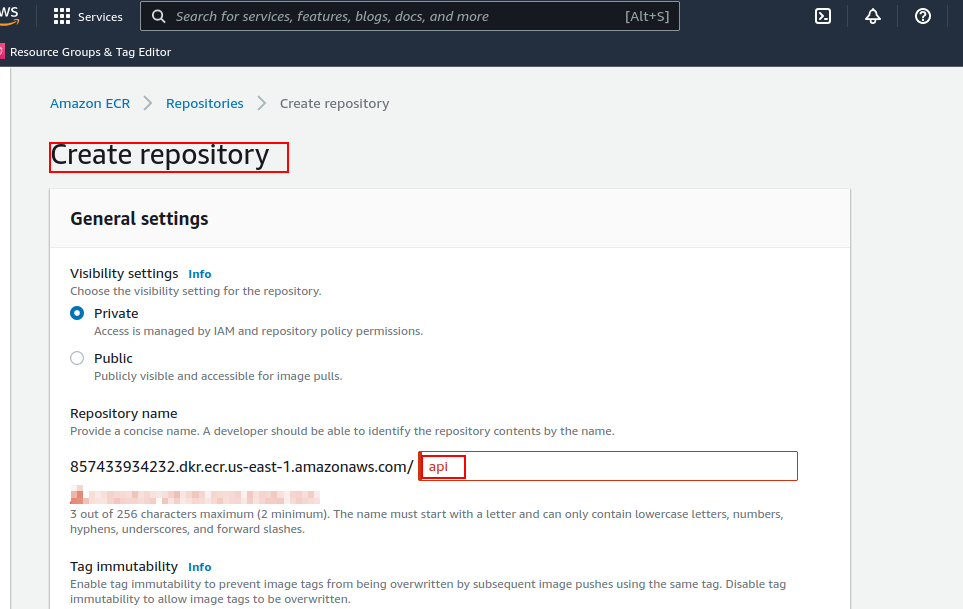 Services
Search for services, features, blogs, docs, and more [Alt+S]
Resource Groups & Tag Editor
Amazon ECR Repositories Create repository
Create repository
General settings
Visibility settings Info
Choose the visibility setting for the repository.
Private
Access is managed by IAM and repository policy permissions.
Public
Publicly visible and accessible for image pulls.
Repository name
Provide a concise name. A developer should be able to identify the repository contents by the name.
857433934232.dkr.ecr.us-east-1.amazonaws.com/ api
3 out of 256 characters maximum (2 minimum). The name must start with a letter and can only contain lowercase letters, numbers,
hyphens, underscores, and forward slashes.
Tag immutability Info
Enable tag immutability to prevent image tags from being overwritten by subsequent image pushes using the same tag. Disable tag
immutability to allow image tags to be overwritten.